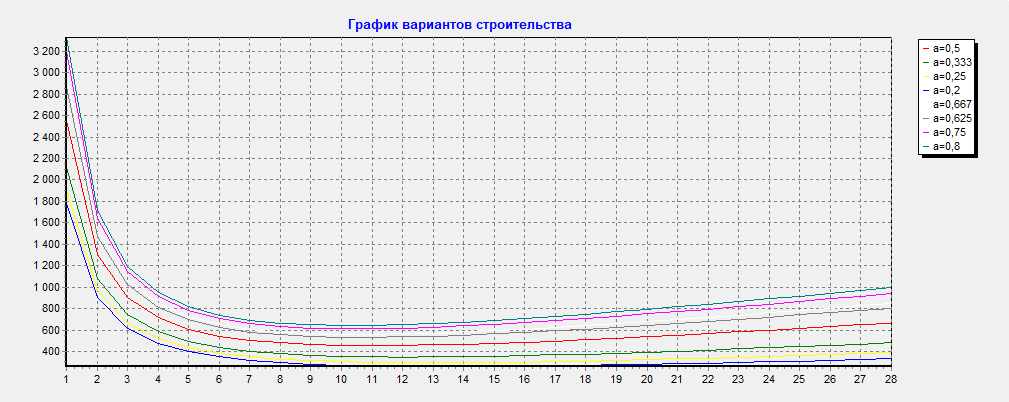 График вариантов строительства
3 200
3 000
2 800
2 600
2 400
2 200
2 000
1 800
1 600
1 400
1 200
1 000
800
600
400
1 2 3 4 5 6 7 8 9 10 11 12 13 14 15 16 17 18 19 20 21 22 23 24 25 26 27 28
a=0,5
a=0,333
a=0,25
a=0,2
a=0,667
a=0,625
a=0,75
a=0,8